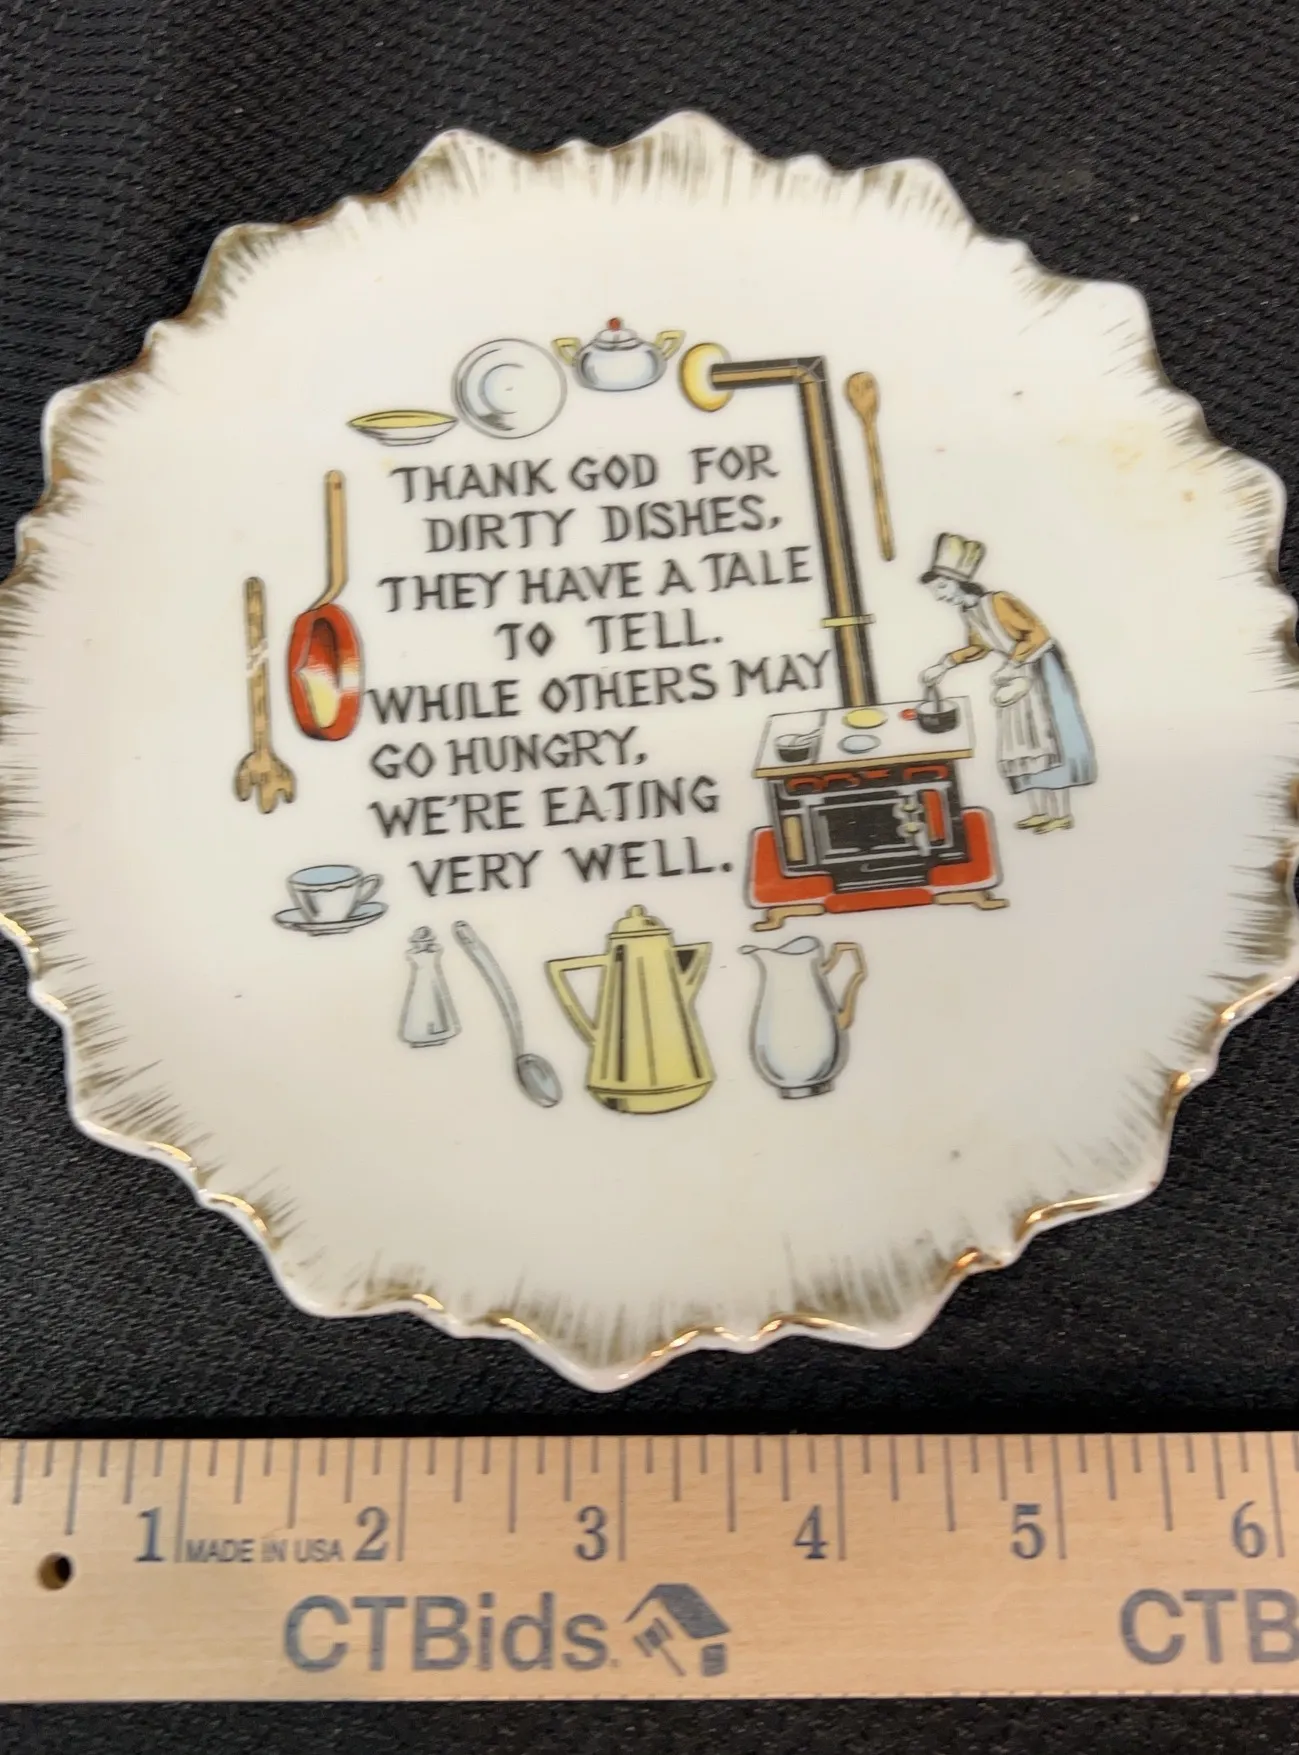 THANK GOD FOR
DIRTY DISHES,
THEY HAVE A TALE
TO TELL.
WHILE OTHERS MAY
GO HUNGRY,
WE'RE EATING
VERY WELL.
1 MADE IN USA 2 3 4 5 6
CTBids. CTB